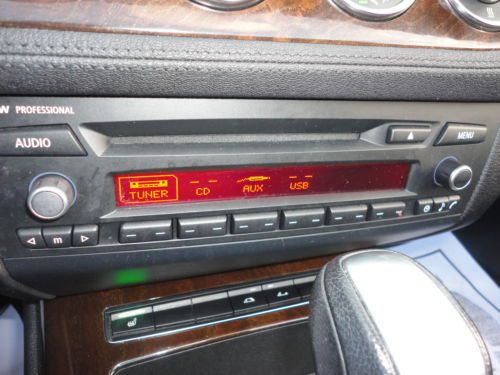 PROFESSIONAL
AUDIO
MENU
TUNER CD AUX USB
m